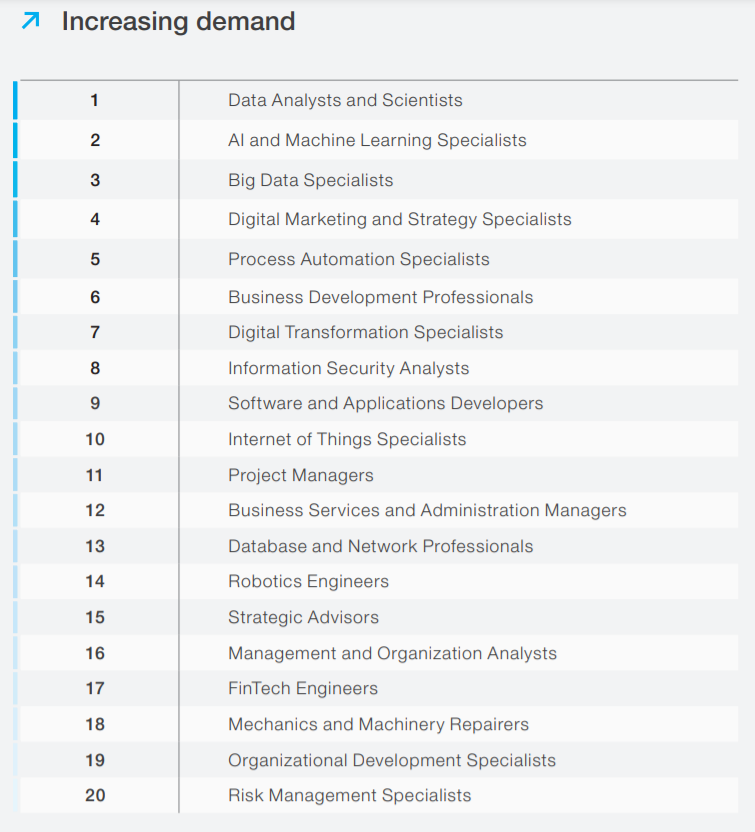 Increasing demand
1 Data Analysts and Scientists
2 AI and Machine Learning Specialists
3 Big Data Specialists
4 Digital Marketing and Strategy Specialists
5 Process Automation Specialists
6 Business Development Professionals
7 Digital Transformation Specialists
8 Information Security Analysts
9 Software and Applications Developers
10 Internet of Things Specialists
11 Project Managers
12 Business Services and Administration Managers
13 Database and Network Professionals
14 Robotics Engineers
15 Strategic Advisors
16 Management and Organization Analysts
17 FinTech Engineers
18 Mechanics and Machinery Repairers
19 Organizational Development Specialists
20 Risk Management Specialists